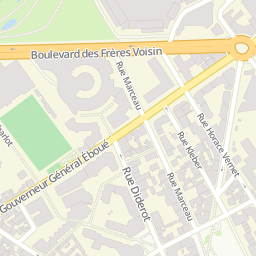 Boulevard des Frères Voisin
Rue Marceau
Rue Horace Vernet
Rue Kléber
Gouverneur Général Éboué
Rue Diderot
Rue Marceau